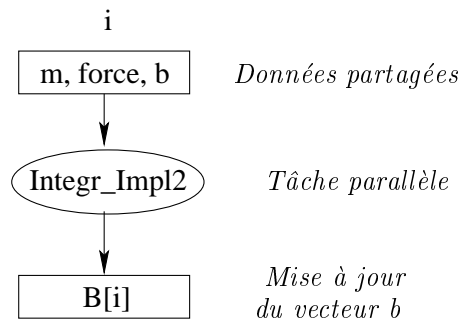 i
m, force, b
Données partagées
Integr_Impl2
Tâche parallèle
B[i]
Mise à jour
du vecteur b